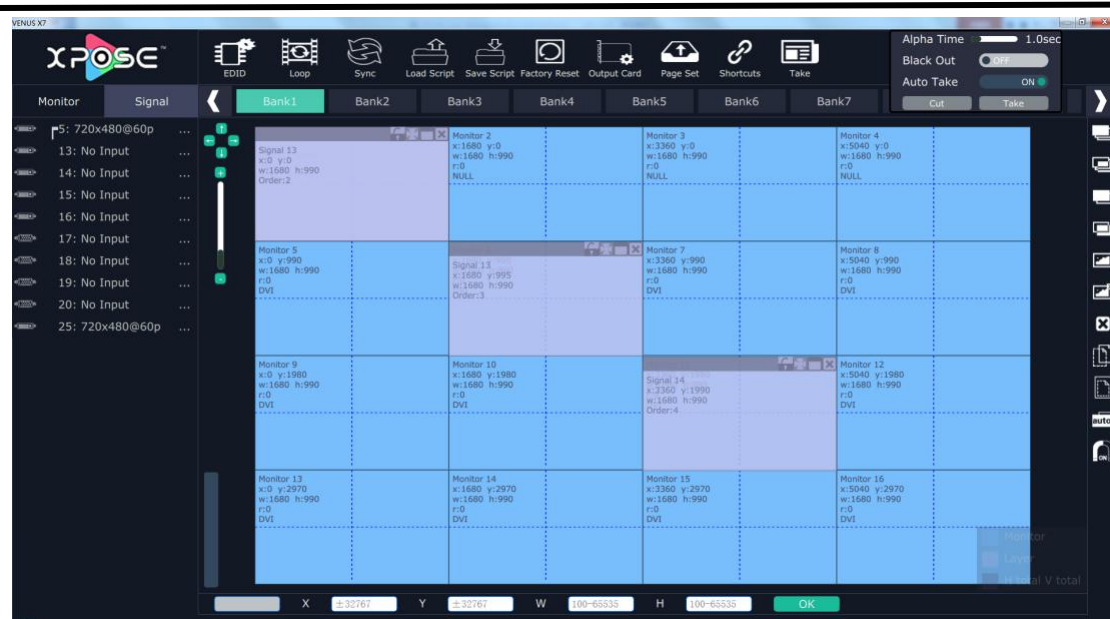 VENUS X7
XPOSE™
EDID
Loop
Sync
Load Script
Save Script
Factory Reset
Output Card
Page Set
Shortcuts
Take
Alpha Time 1.0sec
Black Out OFF
Auto Take ON
Cut Take
Monitor Signal
Bank1 Bank2 Bank3 Bank4 Bank5 Bank6 Bank7
5: 720x480@60p ...
13: No Input ...
14: No Input ...
15: No Input ...
16: No Input ...
17: No Input ...
18: No Input ...
19: No Input ...
20: No Input ...
25: 720x480@60p ...
Signal 13
x:0 y:0
w:1680 h:990
Order:2
Monitor 2
x:1680 y:0
w:1680 h:990
r:0
NULL
Monitor 3
x:3360 y:0
w:1680 h:990
r:0
NULL
Monitor 4
x:5040 y:0
w:1680 h:990
r:0
NULL
Monitor 5
x:0 y:990
w:1680 h:990
r:0
DVI
Signal 13
x:1680 y:995
w:1680 h:990
Order:3
Monitor 7
x:3360 y:990
w:1680 h:990
r:0
DVI
Monitor 8
x:5040 y:990
w:1680 h:990
r:0
DVI
Monitor 9
x:0 y:1980
w:1680 h:990
r:0
DVI
Monitor 10
x:1680 y:1980
w:1680 h:990
r:0
DVI
Signal 14
x:3360 y:1990
w:1680 h:990
Order:4
Monitor 12
x:5040 y:1980
w:1680 h:990
r:0
DVI
Monitor 13
x:0 y:2970
w:1680 h:990
r:0
DVI
Monitor 14
x:1680 y:2970
w:1680 h:990
r:0
DVI
Monitor 15
x:3360 y:2970
w:1680 h:990
r:0
DVI
Monitor 16
x:5040 y:2970
w:1680 h:990
r:0
DVI
auto
ON
Monitor
Layer
H total V total
X ±32767 Y ±32767 W 100-65535 H 100-65535 OK